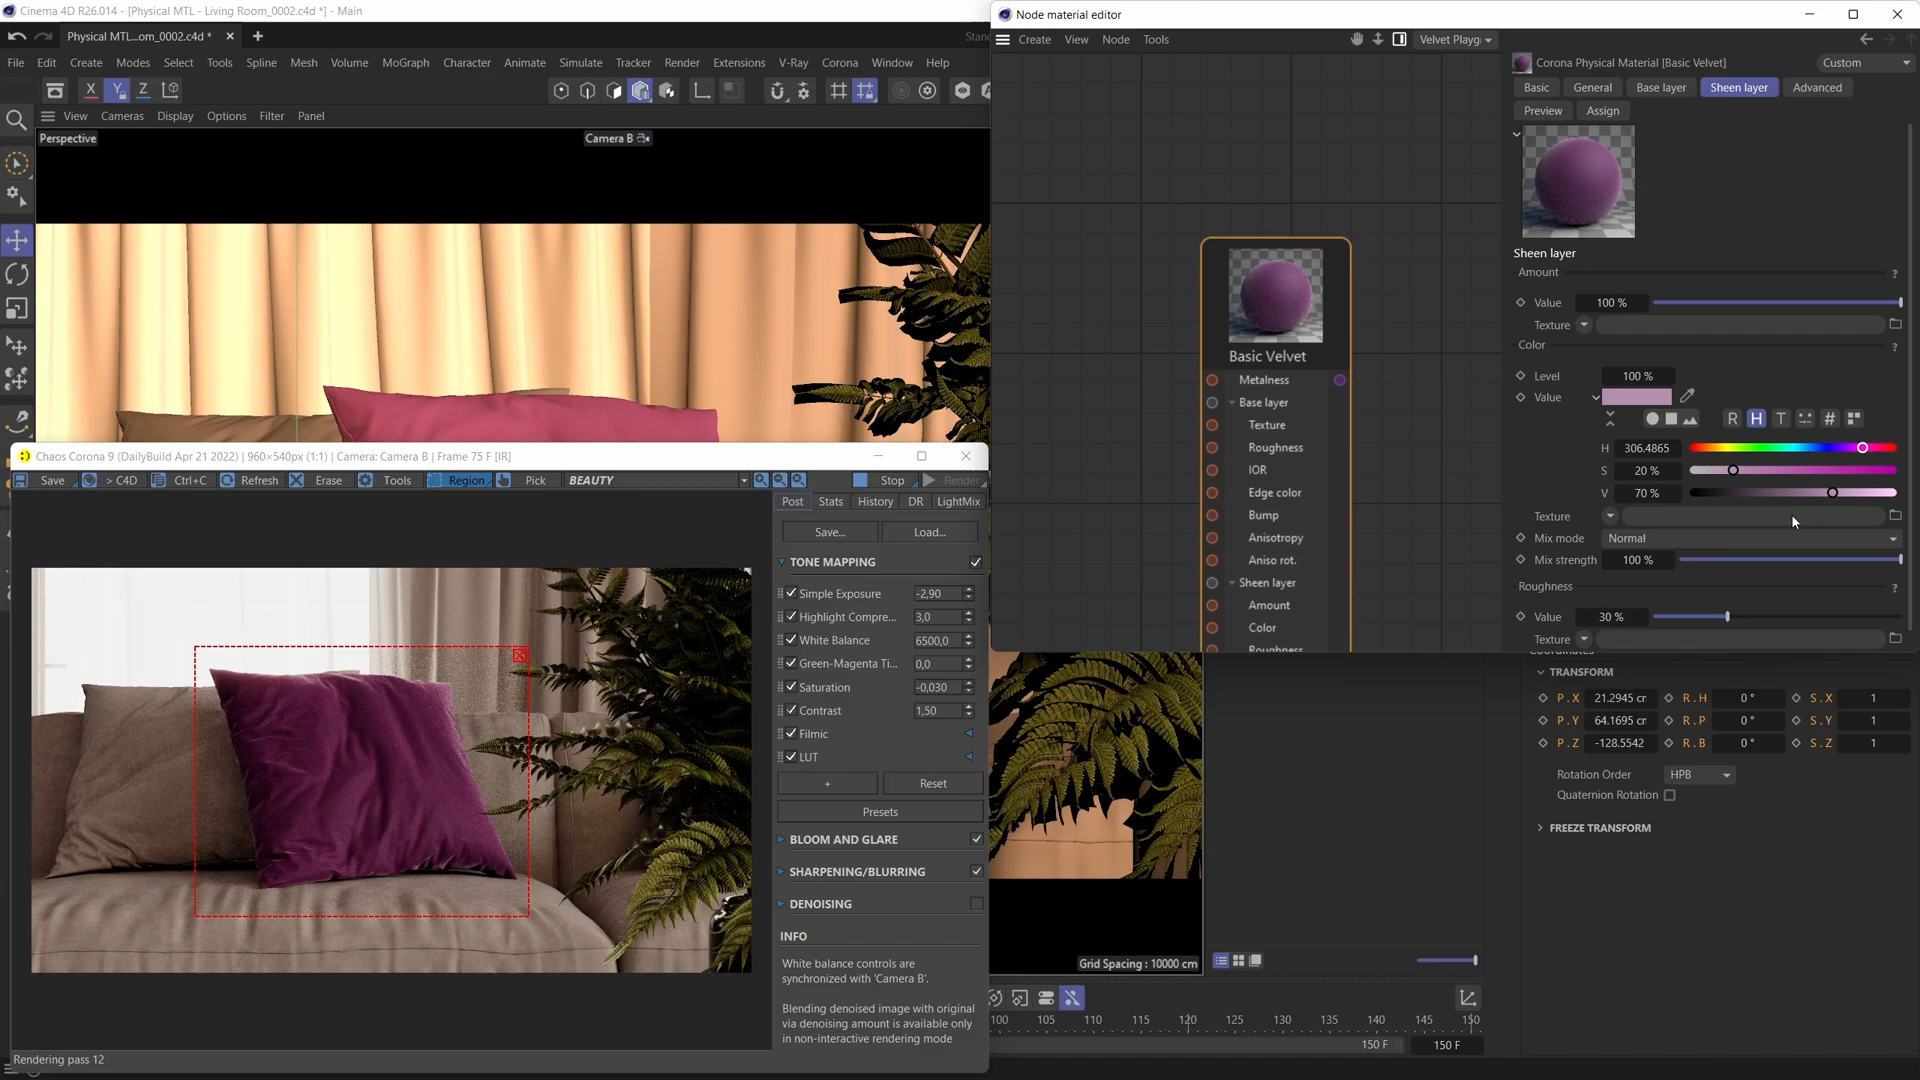 Cinema 4D R26.014 - [Physical MTL - Living Room_0002.c4d *] - Main
Physical MTL...om_0002.c4d *
File Edit Create Modes Select Tools Spline Mesh Volume MoGraph Character Animate Simulate Tracker Render Extensions V-Ray Corona Window Help
X Y Z
View Cameras Display Options Filter Panel
Perspective
Camera B
Node material editor
Create View Node Tools
Velvet Playg
Basic Velvet
Metalness
Base layer
Texture
Roughness
IOR
Edge color
Bump
Anisotropy
Aniso rot.
Sheen layer
Amount
Color
Roughness
Corona Physical Material [Basic Velvet]
Custom
Basic General Base layer Sheen layer Advanced
Preview Assign
Sheen layer
Amount ?
Value 100 %
Texture
Color ?
Level 100 %
Value
R H T #
H 306.4865
S 20 %
V 70 %
Texture
Mix mode Normal
Mix strength 100 %
Roughness ?
Value 30 %
Texture
Coordinates
TRANSFORM
P . X 21.2945 cr R . H 0 ° S . X 1
P . Y 64.1695 cr R . P 0 ° S . Y 1
P . Z -128.5542 R . B 0 ° S . Z 1
Rotation Order HPB
Quaternion Rotation
FREEZE TRANSFORM
Chaos Corona 9 (DailyBuild Apr 21 2022) | 960×540px (1:1) | Camera: Camera B | Frame 75 F [IR]
Save > C4D Ctrl+C Refresh Erase Tools Region Pick BEAUTY Stop Render
Post Stats History DR LightMix
Save... Load...
TONE MAPPING
Simple Exposure -2,90
Highlight Compre... 3,0
White Balance 6500,0
Green-Magenta Ti... 0,0
Saturation -0,030
Contrast 1,50
Filmic
LUT
+ Reset
Presets
BLOOM AND GLARE
SHARPENING/BLURRING
DENOISING
INFO
White balance controls are
synchronized with 'Camera B'.
Blending denoised image with original
via denoising amount is available only
in non-interactive rendering mode
Rendering pass 12
Grid Spacing : 10000 cm
100 105 110 115 120 125 130 135 140 145 150
150 F 150 F